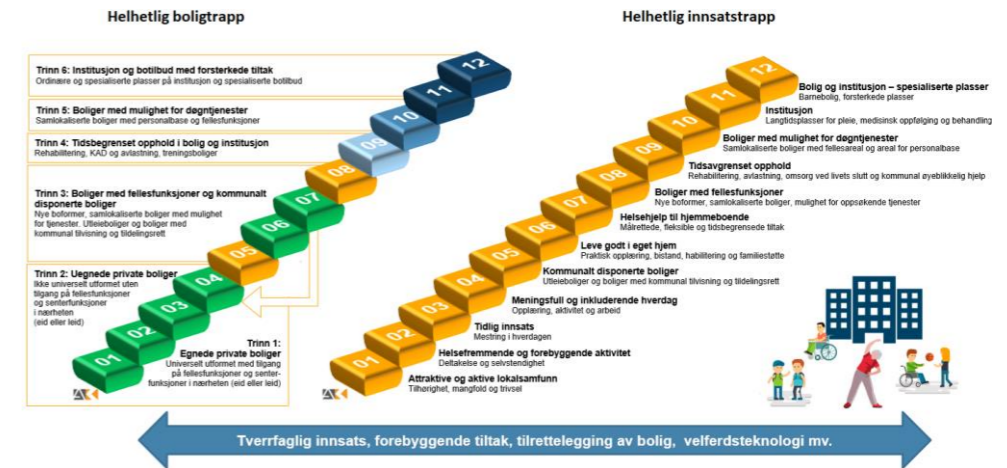 Helhetlig boligtrapp
Trinn 6: Institusjon og botilbud med forsterkede tiltak
Ordinære og spesialiserte plasser på institusjon og spesialiserte botilbud
Trinn 5: Boliger med mulighet for døgntjenester
Samlokaliserte boliger med personalbase og fellesfunksjoner
Trinn 4: Tidsbegrenset opphold i bolig og institusjon
Rehabilitering, KAD og avlastning, treningsboliger
Trinn 3: Boliger med fellesfunksjoner og kommunalt
disponerte boliger
Nye boformer, samlokaliserte boliger med mulighet
for tjenester. Utleieboliger og boliger med
kommunal tilvisning og tildelingsrett
Trinn 2: Uegnede private boliger
Ikke universelt utformet uten
tilgang på fellesfunksjoner
og senterfunksjoner
i nærheten
(eid eller leid)
Trinn 1:
Egnede private boliger
Universelt utformet med tilgang
på fellesfunksjoner og senter-
funksjoner i nærheten (eid eller leid)
12
11
10
09
08
07
06
05
04
03
02
01
Helhetlig innsatstrapp
12
Bolig og institusjon – spesialiserte plasser
Barnebolig, forsterkede plasser
11
Institusjon
Langtidsplasser for pleie, medisinsk oppfølging og behandling
10
Boliger med mulighet for døgntjenester
Samlokaliserte boliger med fellesareal og areal for personalbase
09
Tidsavgrenset opphold
Rehabilitering, avlastning, omsorg ved livets slutt og kommunal øyeblikkelig hjelp
08
Boliger med fellesfunksjoner
Nye boformer, samlokaliserte boliger, mulighet for oppsøkende tjenester
07
Helsehjelp til hjemmeboende
Målrettede, fleksible og tidsbegrensede tiltak
06
Leve godt i eget hjem
Praktisk opplæring, bistand, habilitering og familiestøtte
05
Kommunalt disponerte boliger
Utleieboliger og boliger med kommunal tilvisning og tildelingsrett
04
Meningsfull og inkluderende hverdag
Opplæring, aktivitet og arbeid
03
Tidlig innsats
Mestring i hverdagen
02
Helsefremmende og forebyggende aktivitet
Deltakelse og selvstendighet
01
Attraktive og aktive lokalsamfunn
Tilhørighet, mangfold og trivsel
Tverrfaglig innsats, forebyggende tiltak, tilrettelegging av bolig, velferdsteknologi mv.